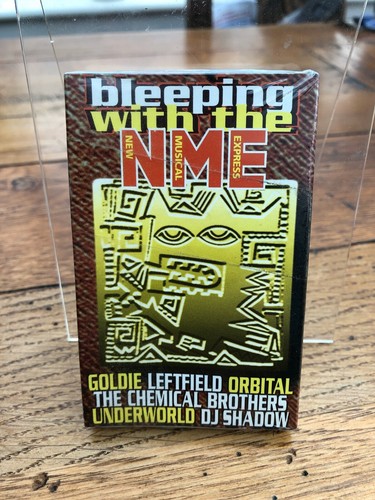 bleeping
with the
NME
NEW
MUSICAL
EXPRESS
GOLDIE LEFTFIELD ORBITAL
THE CHEMICAL BROTHERS
UNDERWORLD DJ SHADOW